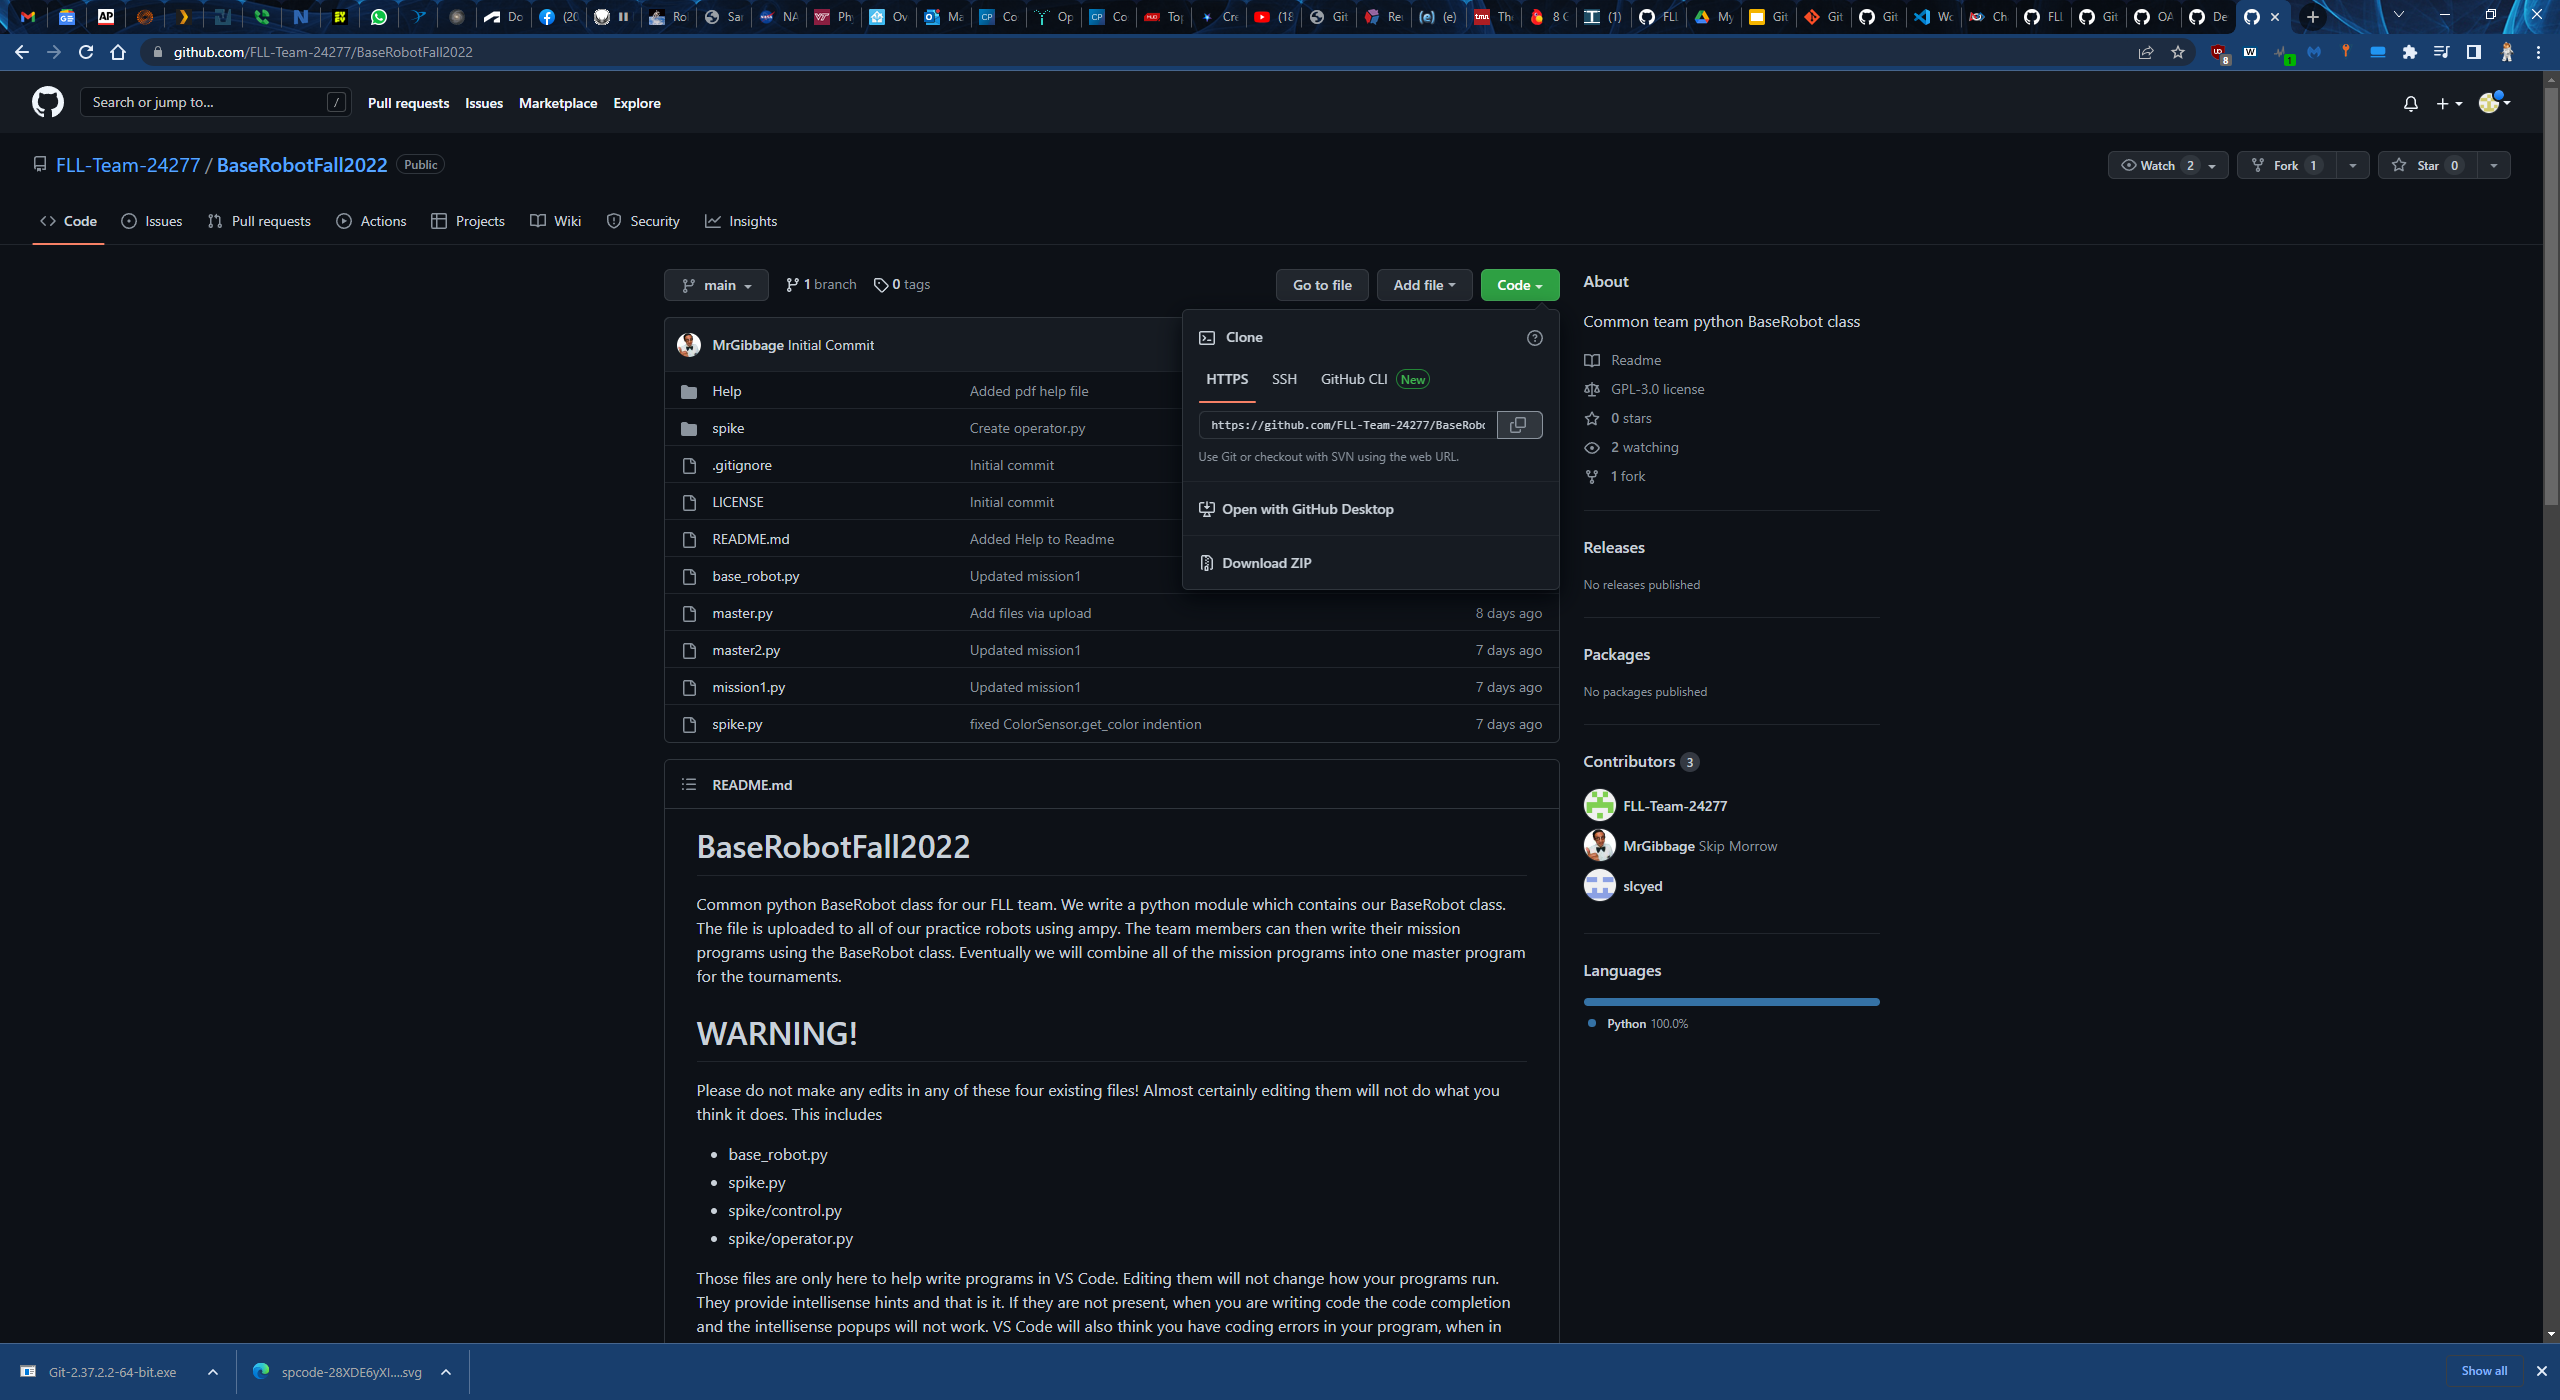 Do
(20
Ro
Sar
NA
Ph
Ov
Ma
Co
Op
Co
To
Cre
(18
Git
Re
(e)
Th
8 G
(1)
FLL
My
Git
Git
Git
Wo
Ch
FLL
Git
OA
De
github.com/FLL-Team-24277/BaseRobotFall2022
8
1
Search or jump to... /
Pull requests
Issues
Marketplace
Explore
FLL-Team-24277 / BaseRobotFall2022 Public
Watch 2
Fork 1
Star 0
Code
Issues
Pull requests
Actions
Projects
Wiki
Security
Insights
main
1 branch
0 tags
Go to file
Add file
Code
MrGibbage Initial Commit
Help Added pdf help file
spike Create operator.py
.gitignore Initial commit
LICENSE Initial commit
README.md Added Help to Readme
base_robot.py Updated mission1
master.py Add files via upload 8 days ago
master2.py Updated mission1 7 days ago
mission1.py Updated mission1 7 days ago
spike.py fixed ColorSensor.get_color indention 7 days ago
Clone
HTTPS
SSH
GitHub CLI New
https://github.com/FLL-Team-24277/BaseRobo
Use Git or checkout with SVN using the web URL.
Open with GitHub Desktop
Download ZIP
README.md
BaseRobotFall2022
Common python BaseRobot class for our FLL team. We write a python module which contains our BaseRobot class.
The file is uploaded to all of our practice robots using ampy. The team members can then write their mission
programs using the BaseRobot class. Eventually we will combine all of the mission programs into one master program
for the tournaments.
WARNING!
Please do not make any edits in any of these four existing files! Almost certainly editing them will not do what you
think it does. This includes
• base_robot.py
• spike.py
• spike/control.py
• spike/operator.py
Those files are only here to help write programs in VS Code. Editing them will not change how your programs run.
They provide intellisense hints and that is it. If they are not present, when you are writing code the code completion
and the intellisense popups will not work. VS Code will also think you have coding errors in your program, when in
About
Common team python BaseRobot class
Readme
GPL-3.0 license
0 stars
2 watching
1 fork
Releases
No releases published
Packages
No packages published
Contributors 3
FLL-Team-24277
MrGibbage Skip Morrow
slcyed
Languages
Python 100.0%
Git-2.37.2.2-64-bit.exe
spcode-28XDE6yXI....svg
Show all